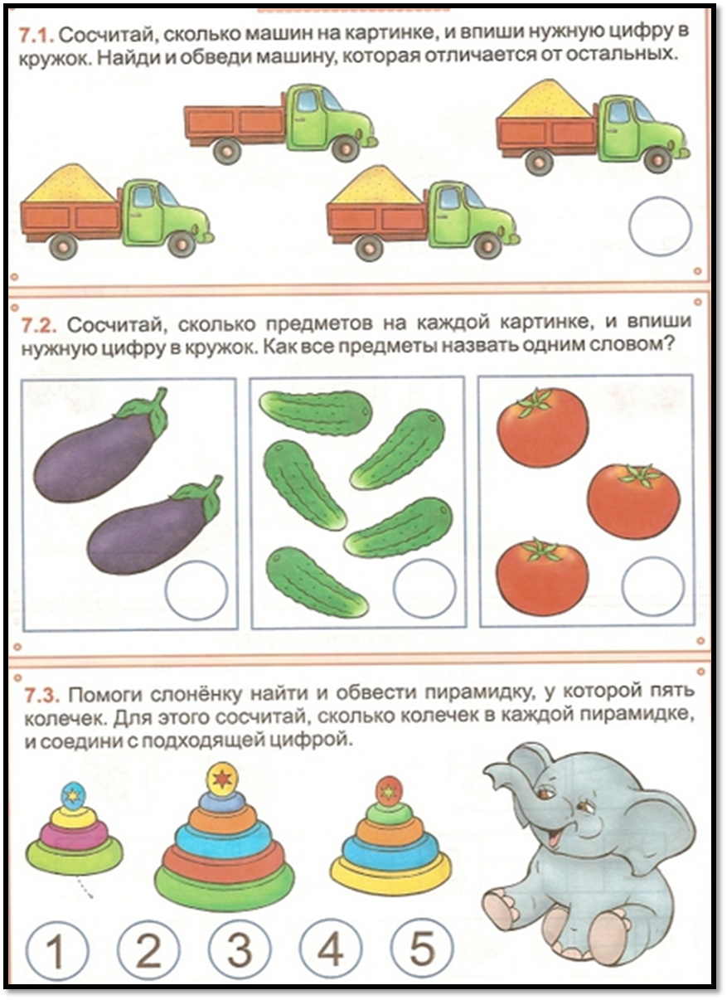 7.1. Сосчитай, сколько машин на картинке, и впиши нужную цифру в
кружок. Найди и обведи машину, которая отличается от остальных.
7.2. Сосчитай, сколько предметов на каждой картинке, и впиши
нужную цифру в кружок. Как все предметы назвать одним словом?
7.3. Помоги слонёнку найти и обвести пирамидку, у которой пять
колечек. Для этого сосчитай, сколько колечек в каждой пирамидке,
и соедини с подходящей цифрой.
1 2 3 4 5